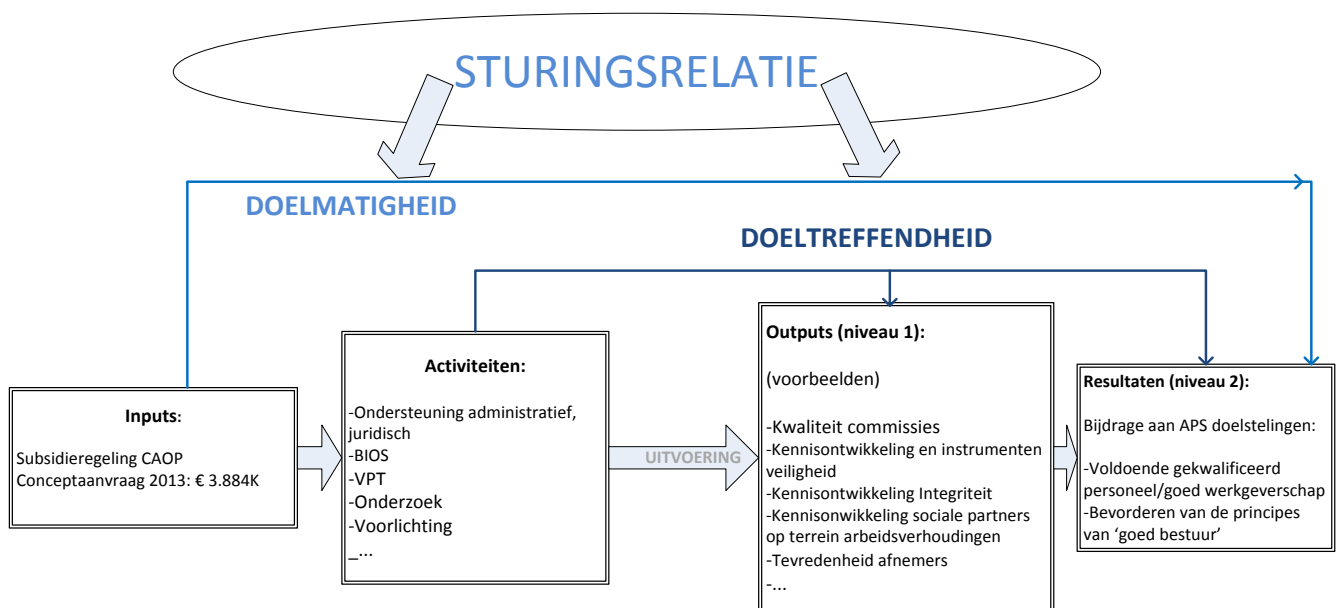 STURINGSRELATIE
DOELMATIGHEID
DOELTREFFENDHEID
Inputs:
Subsidieregeling CAOP
Conceptaanvraag 2013: € 3.884K
Activiteiten:
-Ondersteuning administratief,
juridisch
-BIOS
-VPT
-Onderzoek
-Voorlichting
_...
UITVOERING
Outputs (niveau 1):
(voorbeelden)
-Kwaliteit commissies
-Kennisontwikkeling en instrumenten
veiligheid
-Kennisontwikkeling Integriteit
-Kennisonwikkeling sociale partners
op terrein arbeidsverhoudingen
-Tevredenheid afnemers
-...
Resultaten (niveau 2):
Bijdrage aan APS doelstelingen:
-Voldoende gekwalificeerd
personeel/goed werkgeverschap
-Bevorderen van de principes
van ‘goed bestuur’